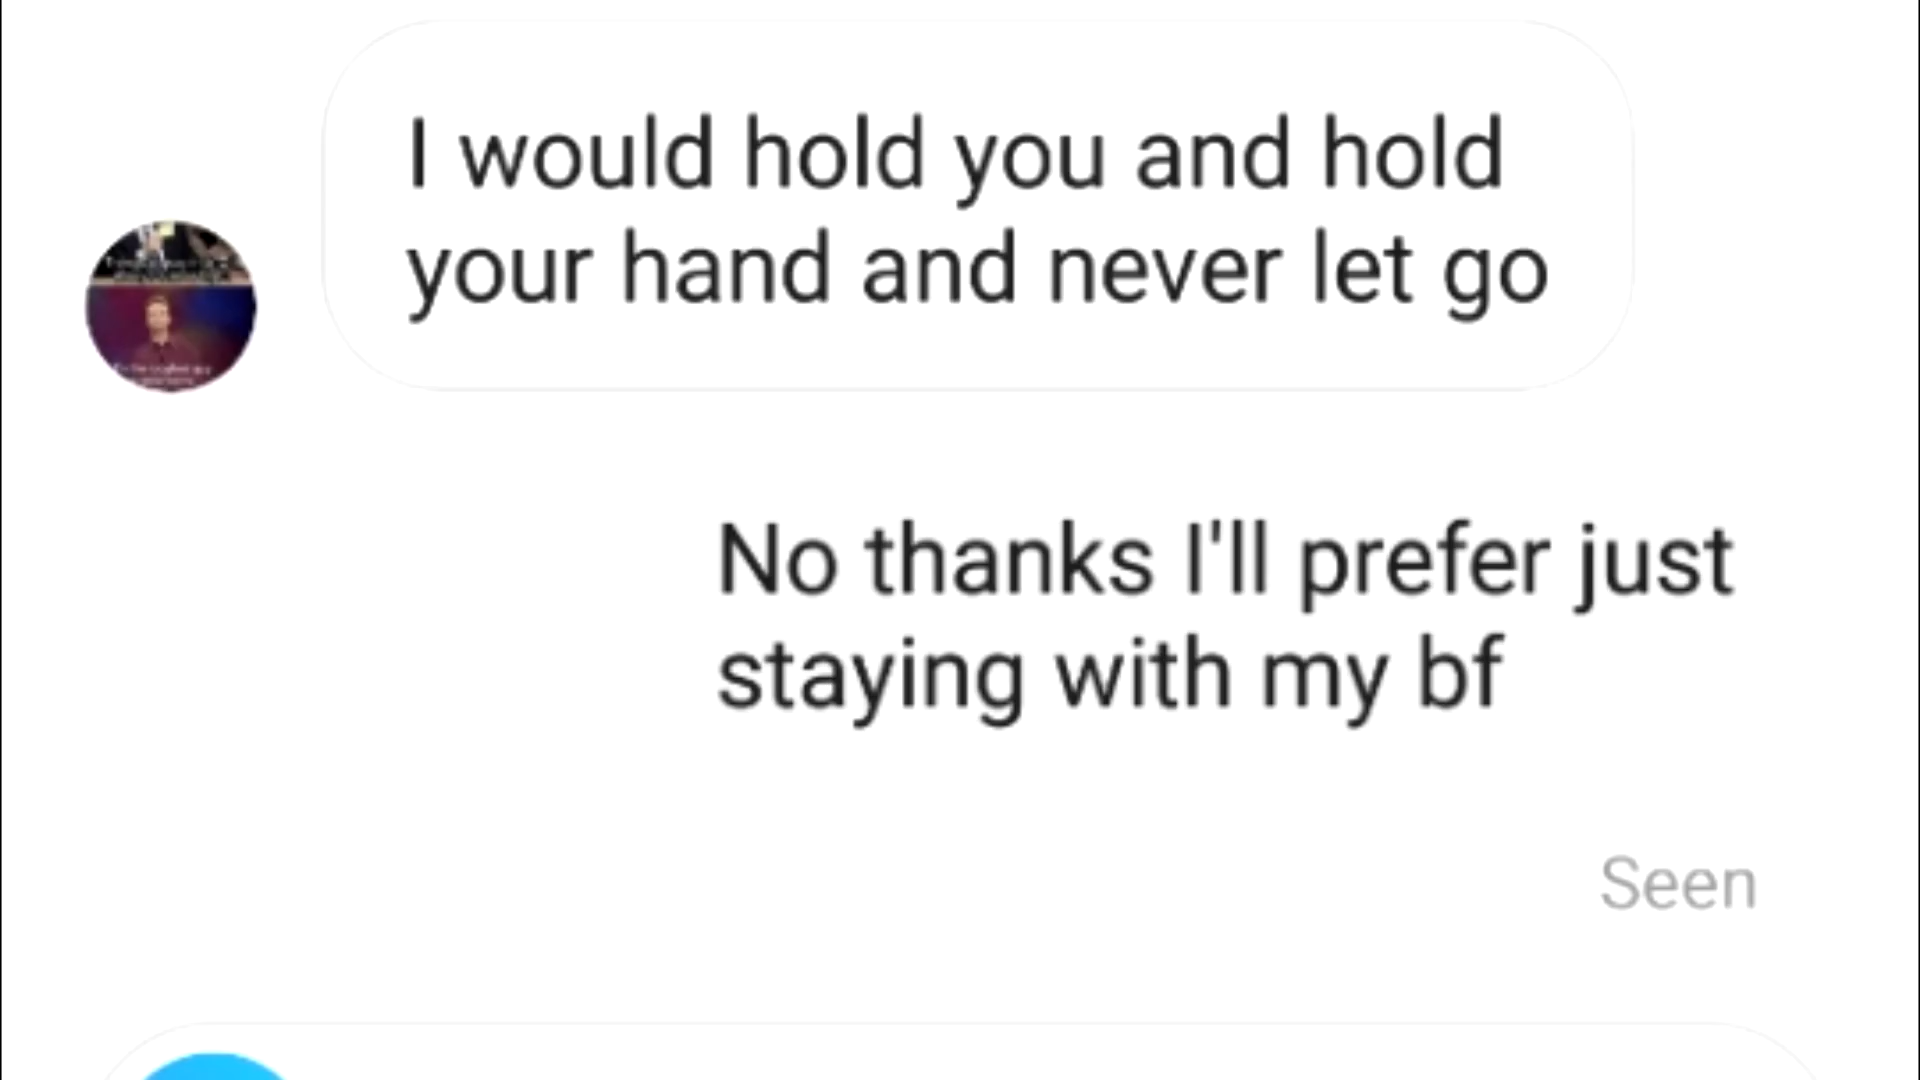 I would hold you and hold
your hand and never let go
No thanks I'll prefer just
staying with my bf
Seen